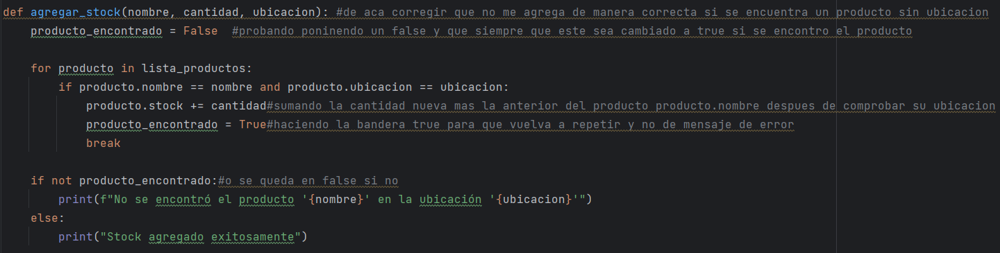 def agregar_stock(nombre, cantidad, ubicacion): #de aca corregir que no me agrega de manera correcta si se encuentra un producto sin ubicacion
    producto_encontrado = False  #probando poninendo un false y que siempre que este sea cambiado a true si se encontro el producto

    for producto in lista_productos:
        if producto.nombre == nombre and producto.ubicacion == ubicacion:
            producto.stock += cantidad#sumando la cantidad nueva mas la anterior del producto producto.nombre despues de comprobar su ubicacion
            producto_encontrado = True#haciendo la bandera true para que vuelva a repetir y no de mensaje de error
            break

    if not producto_encontrado:#o se queda en false si no
        print(f"No se encontró el producto '{nombre}' en la ubicación '{ubicacion}'")
    else:
        print("Stock agregado exitosamente")